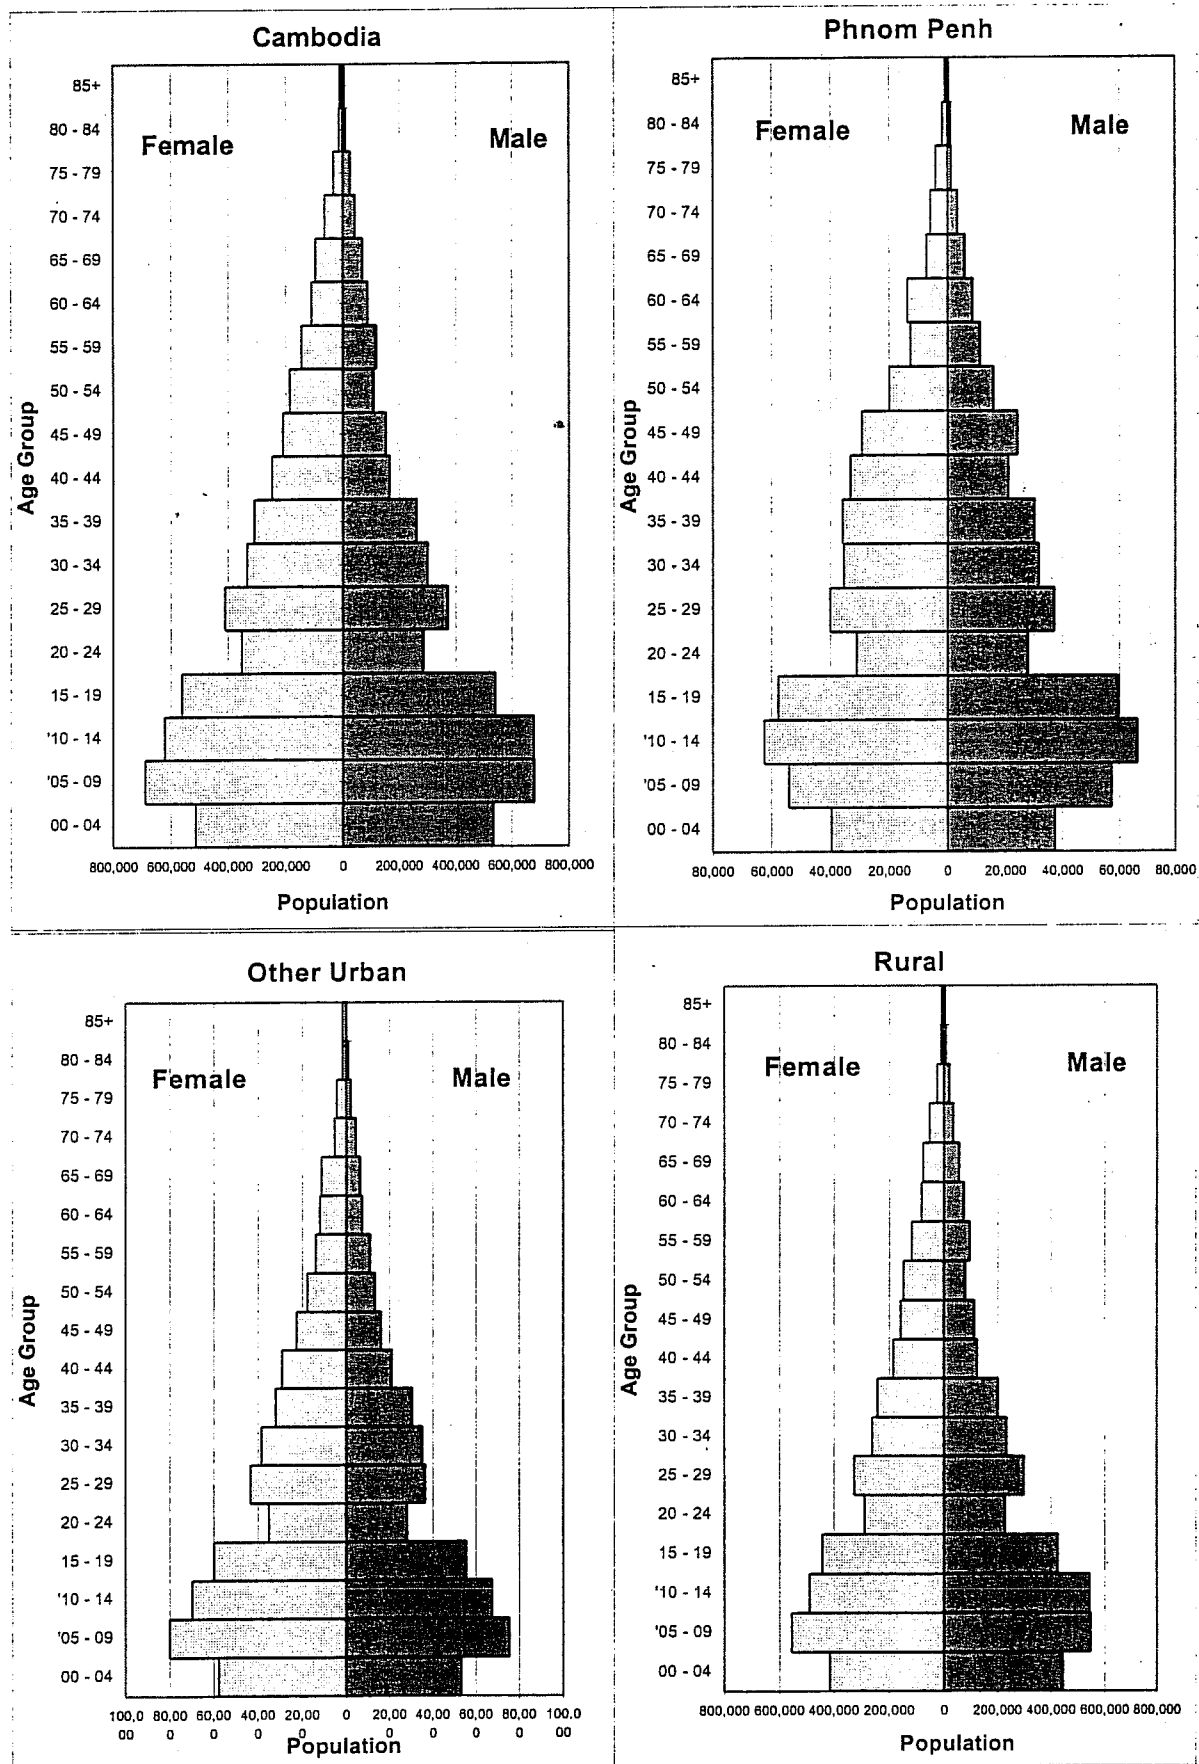 Cambodia
85+
80 - 84
75 - 79
70 - 74
65 - 69
60 - 64
55 - 59
50 - 54
45 - 49
40 - 44
35 - 39
30 - 34
25 - 29
20 - 24
15 - 19
'10 - 14
'05 - 09
00 - 04
Female
Male
Age Group
800,000 600,000 400,000 200,000 0 200,000 400,000 600,000 800,000
Population
Phnom Penh
85+
80 - 84
75 - 79
70 - 74
65 - 69
60 - 64
55 - 59
50 - 54
45 - 49
40 - 44
35 - 39
30 - 34
25 - 29
20 - 24
15 - 19
'10 - 14
'05 - 09
00 - 04
Female
Male
Age Group
80,000 60,000 40,000 20,000 0 20,000 40,000 60,000 80,000
Population
Other Urban
85+
80 - 84
75 - 79
70 - 74
65 - 69
60 - 64
55 - 59
50 - 54
45 - 49
40 - 44
35 - 39
30 - 34
25 - 29
20 - 24
15 - 19
'10 - 14
'05 - 09
00 - 04
Female
Male
Age Group
100,0 80,00 60,00 40,00 20,00 0 20,00 40,00 60,00 80,00 100,0
00 0 0 0 0 0 0 0 0 00
Population
Rural
85+
80 - 84
75 - 79
70 - 74
65 - 69
60 - 64
55 - 59
50 - 54
45 - 49
40 - 44
35 - 39
30 - 34
25 - 29
20 - 24
15 - 19
'10 - 14
'05 - 09
00 - 04
Female
Male
Age Group
800,000 600,000 400,000 200,000 0 200,000 400,000 600,000 800,000
Population